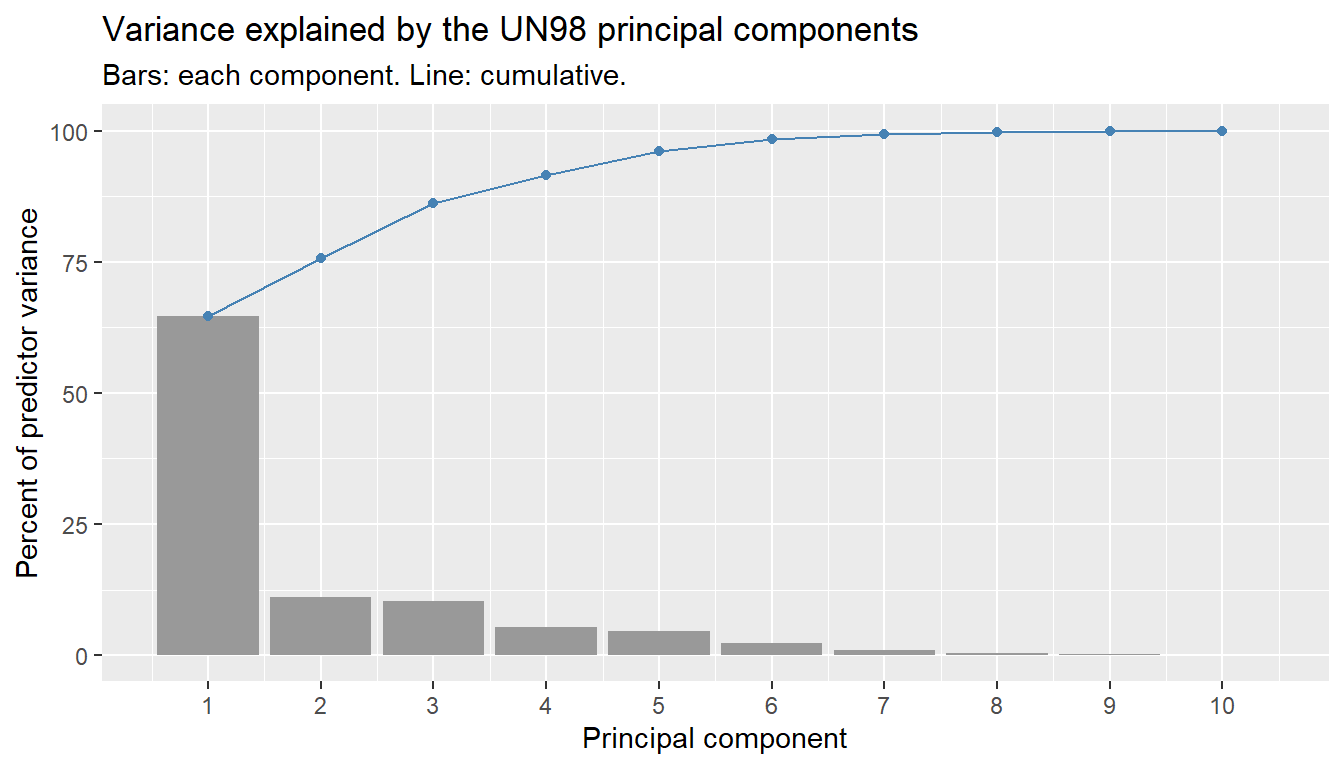 Variance explained by the UN98 principal components
Bars: each component. Line: cumulative.
Percent of predictor variance
100
75
50
25
0
1 2 3 4 5 6 7 8 9 10
Principal component